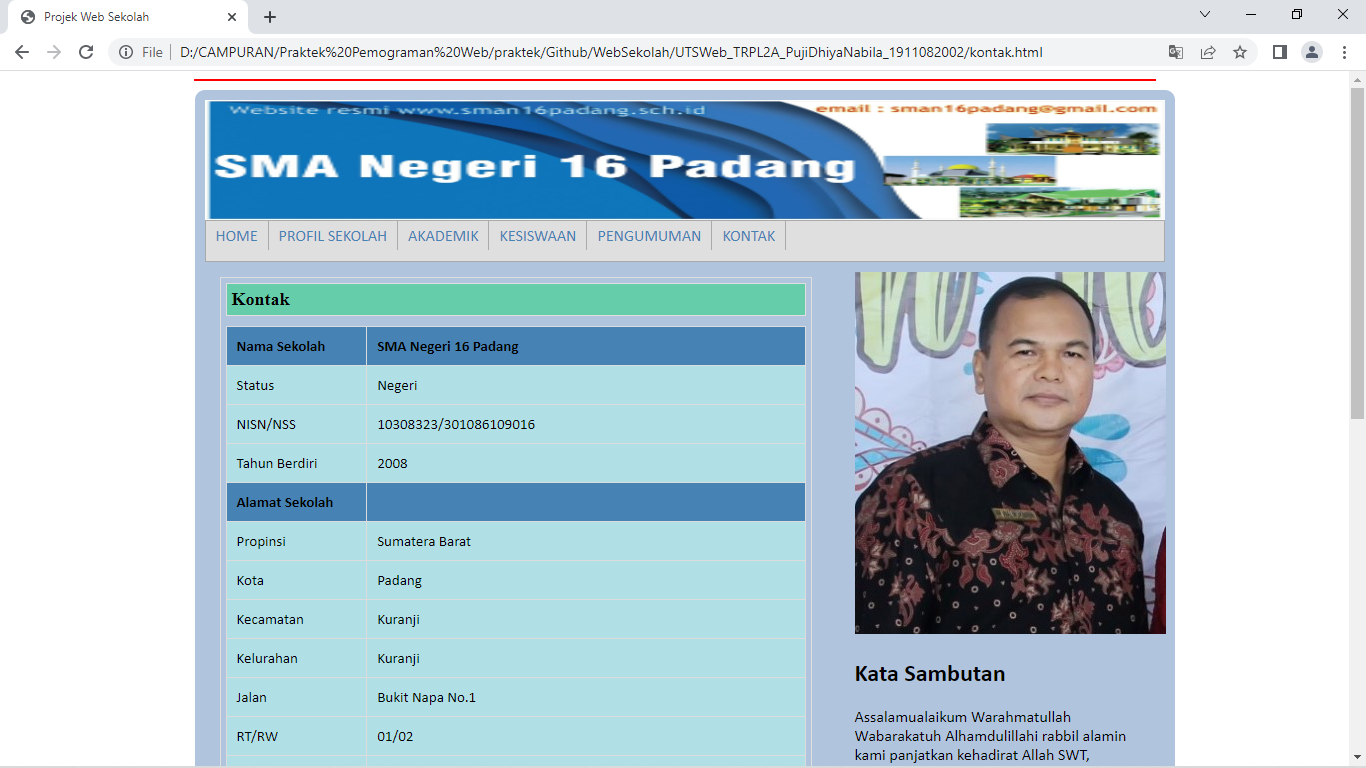 Projek Web Sekolah
File
D:/CAMPURAN/Praktek%20Pemograman%20Web/praktek/Github/WebSekolah/UTSWeb_TRPL2A_PujiDhiyaNabila_1911082002/kontak.html
Website resmi www.sman16padang.sch.id
email : sman16padang@gmail.com
SMA Negeri 16 Padang
HOME PROFIL SEKOLAH AKADEMIK KESISWAAN PENGUMUMAN KONTAK
Kontak
Nama Sekolah SMA Negeri 16 Padang
Status Negeri
NISN/NSS 10308323/301086109016
Tahun Berdiri 2008
Alamat Sekolah
Propinsi Sumatera Barat
Kota Padang
Kecamatan Kuranji
Kelurahan Kuranji
Jalan Bukit Napa No.1
RT/RW 01/02
Kata Sambutan
Assalamualaikum Warahmatullah
Wabarakatuh Alhamdulillahi rabbil alamin
kami panjatkan kehadirat Allah SWT,